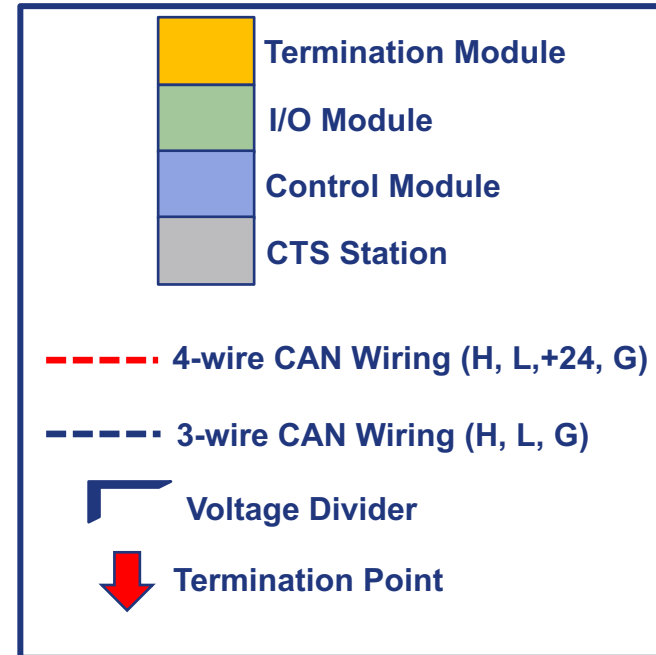 Termination Module
I/O Module
Control Module
CTS Station
4-wire CAN Wiring (H, L,+24, G)
3-wire CAN Wiring (H, L, G)
Voltage Divider
Termination Point